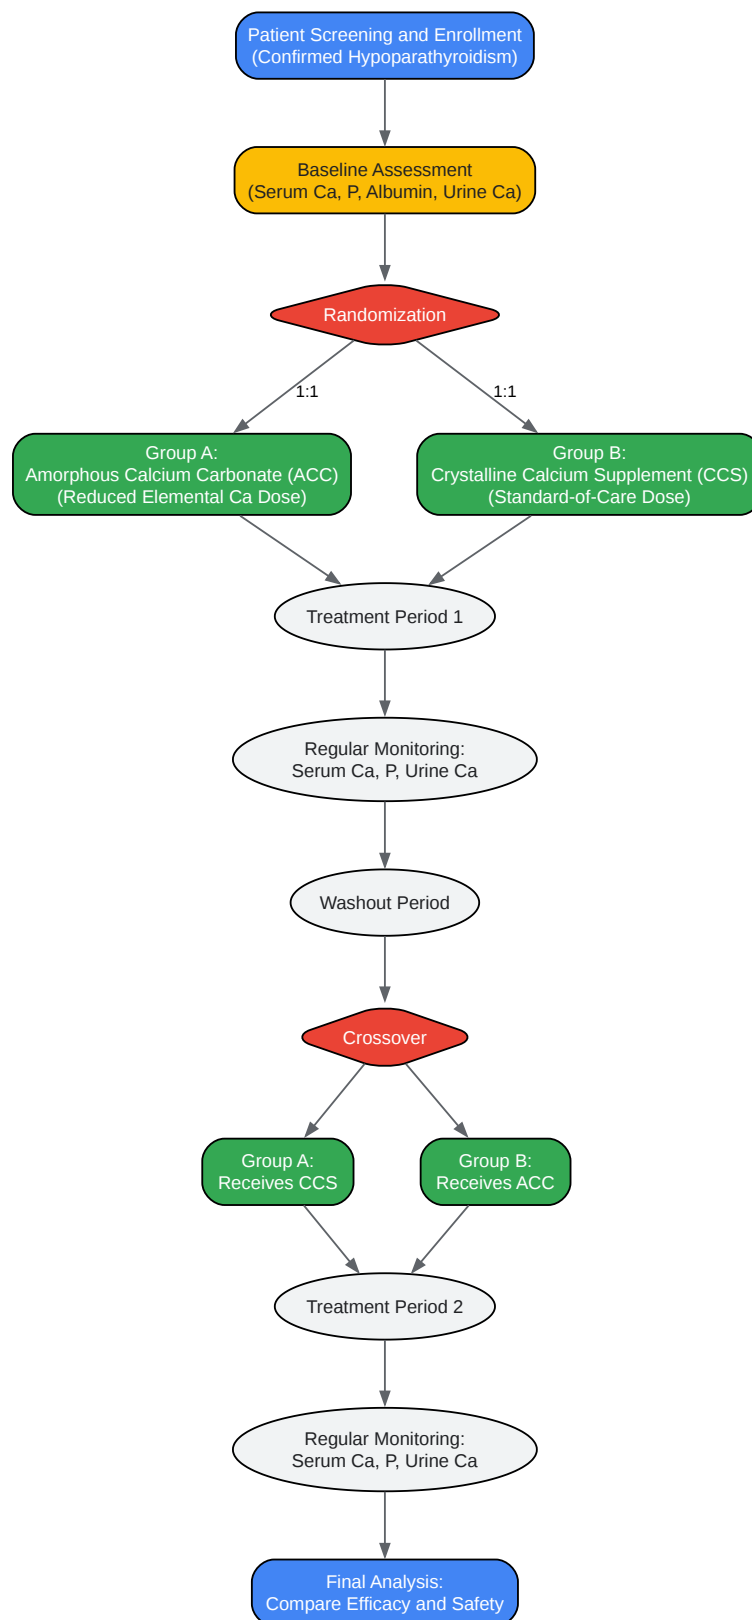 Patient Screening and Enrollment
(Confirmed Hypoparathyroidism)
Baseline Assessment
(Serum Ca, P, Albumin, Urine Ca)
Randomization
1:1
1:1
Group A:
Amorphous Calcium Carbonate (ACC)
(Reduced Elemental Ca Dose)
Group B:
Crystalline Calcium Supplement (CCS)
(Standard-of-Care Dose)
Treatment Period 1
Regular Monitoring:
Serum Ca, P, Urine Ca
Washout Period
Crossover
Group A:
Receives CCS
Group B:
Receives ACC
Treatment Period 2
Regular Monitoring:
Serum Ca, P, Urine Ca
Final Analysis:
Compare Efficacy and Safety